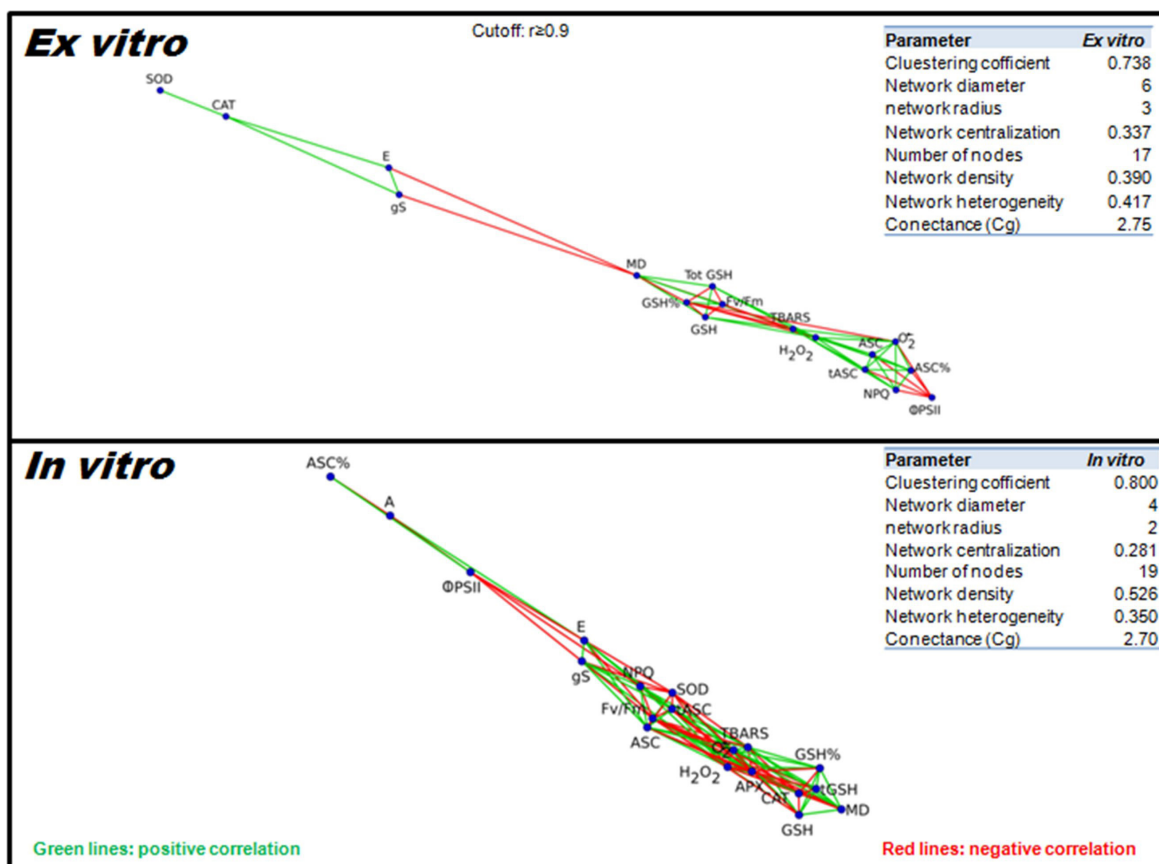 Ex vitro
Cutoff: r≥0.9
Parameter Ex vitro
Cluestering cofficient 0.738
Network diameter 6
network radius 3
Network centralization 0.337
Number of nodes 17
Network density 0.390
Network heterogeneity 0.417
Conectance (Cg) 2.75
SOD
CAT
E
gS
MD
Tot GSH
GSH%
Fv/Fm
GSH
TBARS
H₂O₂
ASC
O₂⁻
tASC
ASC%
NPQ
ΦPSII
In vitro
Parameter In vitro
Cluestering cofficient 0.800
Network diameter 4
network radius 2
Network centralization 0.281
Number of nodes 19
Network density 0.526
Network heterogeneity 0.350
Conectance (Cg) 2.70
ASC%
A
ΦPSII
E
gS
NPQ
SOD
Fv/Fm
tASC
ASC
TBARS
O₂⁻
H₂O₂
APX
GSH%
CAT
tGSH
MD
GSH
Green lines: positive correlation
Red lines: negative correlation